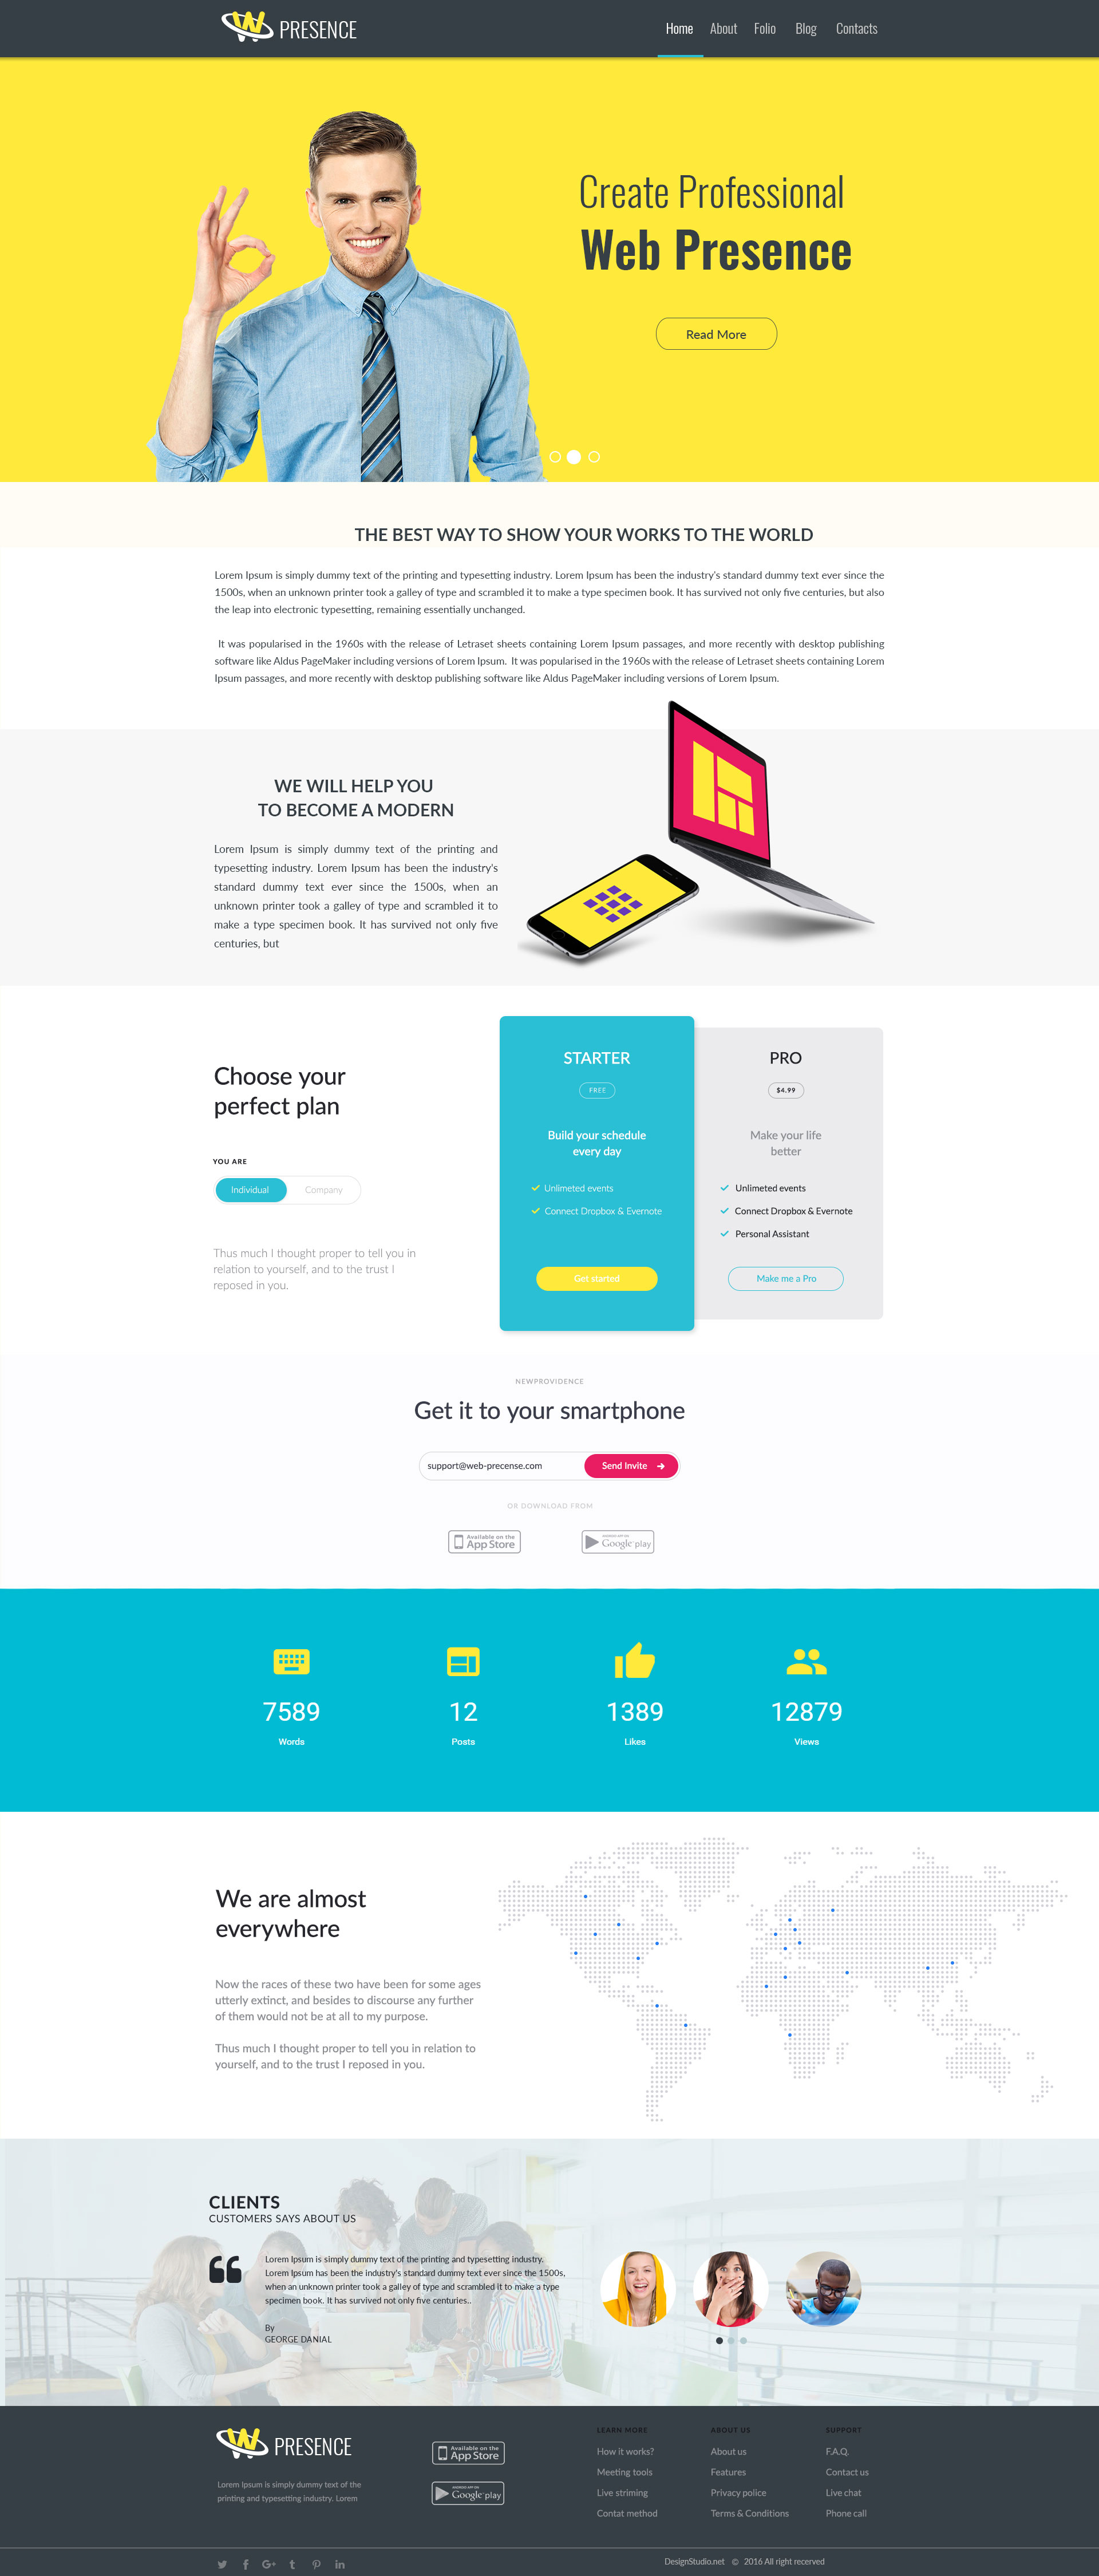 W PRESENCE
Home About Folio Blog Contacts
Create Professional
Web Presence
Read More
THE BEST WAY TO SHOW YOUR WORKS TO THE WORLD
Lorem Ipsum is simply dummy text of the printing and typesetting industry. Lorem Ipsum has been the industry's standard dummy text ever since the
1500s, when an unknown printer took a galley of type and scrambled it to make a type specimen book. It has survived not only five centuries, but also
the leap into electronic typesetting, remaining essentially unchanged.
It was popularised in the 1960s with the release of Letraset sheets containing Lorem Ipsum passages, and more recently with desktop publishing
software like Aldus PageMaker including versions of Lorem Ipsum. It was popularised in the 1960s with the release of Letraset sheets containing Lorem
Ipsum passages, and more recently with desktop publishing software like Aldus PageMaker including versions of Lorem Ipsum.
WE WILL HELP YOU
TO BECOME A MODERN
Lorem Ipsum is simply dummy text of the printing and
typesetting industry. Lorem Ipsum has been the industry's
standard dummy text ever since the 1500s, when an
unknown printer took a galley of type and scrambled it to
make a type specimen book. It has survived not only five
centuries, but
Choose your
perfect plan
YOU ARE
Individual Company
Thus much I thought proper to tell you in
relation to yourself, and to the trust I
reposed in you.
STARTER
FREE
Build your schedule
every day
Unlimeted events
Connect Dropbox & Evernote
Get started
PRO
$4.99
Make your life
better
Unlimeted events
Connect Dropbox & Evernote
Personal Assistant
Make me a Pro
NEWPROVIDENCE
Get it to your smartphone
support@web-precense.com Send Invite
OR DOWNLOAD FROM
Available on the
App Store
ANDROID APP ON
Google play
7589 12 1389 12879
Words Posts Likes Views
We are almost
everywhere
Now the races of these two have been for some ages
utterly extinct, and besides to discourse any further
of them would not be at all to my purpose.
Thus much I thought proper to tell you in relation to
yourself, and to the trust I reposed in you.
CLIENTS
CUSTOMERS SAYS ABOUT US
Lorem Ipsum is simply dummy text of the printing and typesetting industry.
Lorem Ipsum has been the industry's standard dummy text ever since the 1500s,
when an unknown printer took a galley of type and scrambled it to make a type
specimen book. It has survived not only five centuries..
By
GEORGE DANIAL
W PRESENCE
Lorem Ipsum is simply dummy text of the
printing and typesetting industry. Lorem
Available on the
App Store
ANDROID APP ON
Google play
LEARN MORE
How it works?
Meeting tools
Live striming
Contat method
ABOUT US
About us
Features
Privacy police
Terms & Conditions
SUPPORT
F.A.Q.
Contact us
Live chat
Phone call
DesignStudio.net © 2016 All right recerved